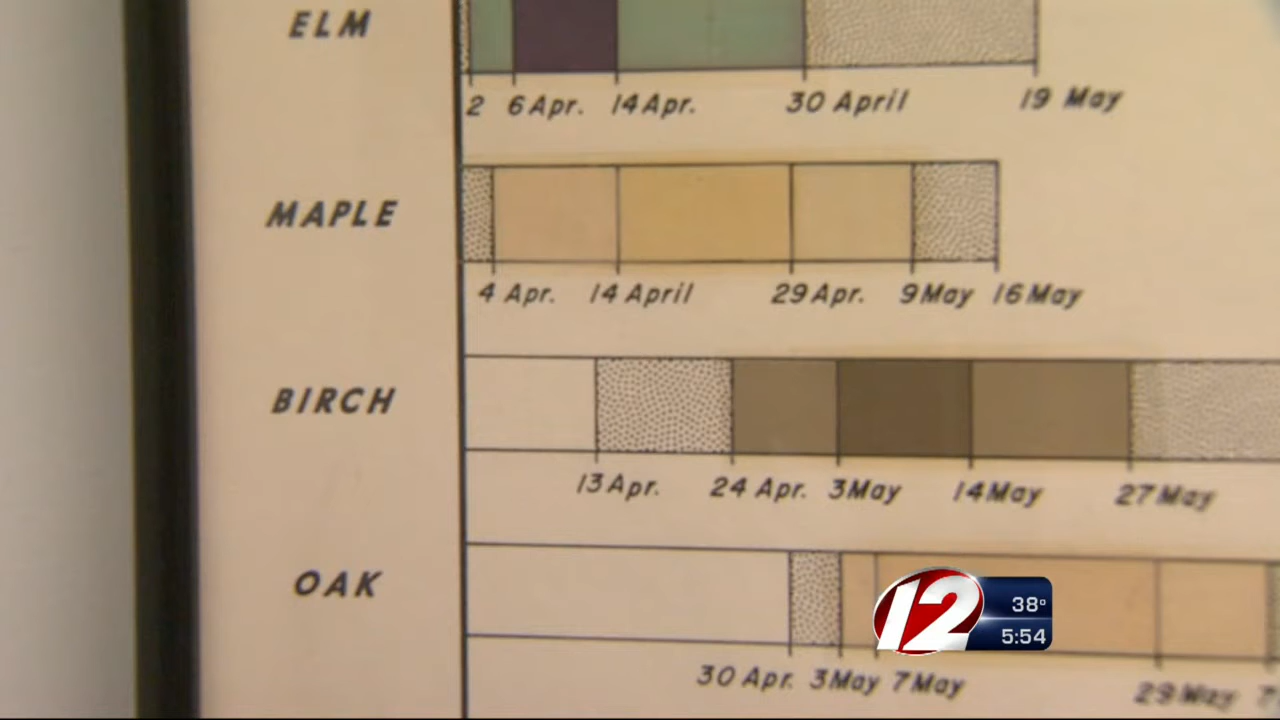 ELM
2 6 Apr. 14 Apr. 30 April 19 May
MAPLE
4 Apr. 14 April 29 Apr. 9 May 16 May
BIRCH
13 Apr. 24 Apr. 3 May 14 May 27 May
OAK
12 38° 5:54
30 Apr. 3 May 7 May 29 May